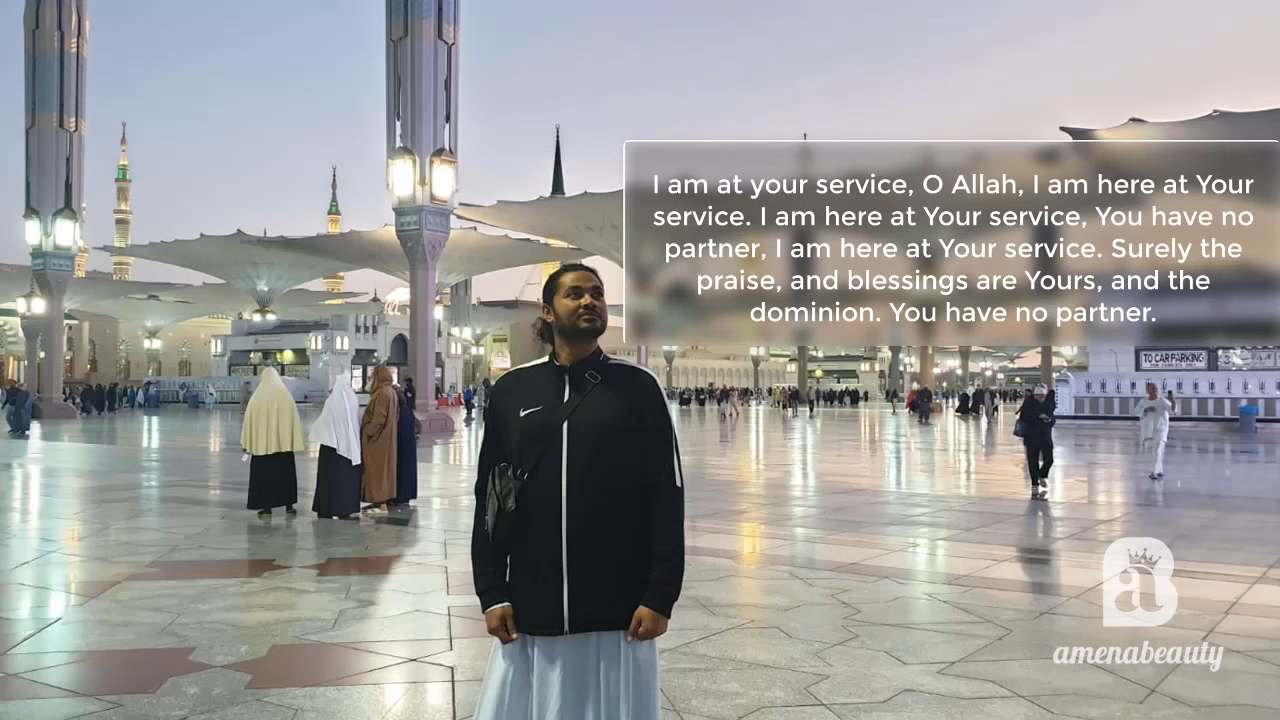 I am at your service, O Allah, I am here at Your
service. I am here at Your service, You have no
partner, I am here at Your service. Surely the
praise, and blessings are Yours, and the
dominion. You have no partner.
TO CAR PARKING
amenabeauty